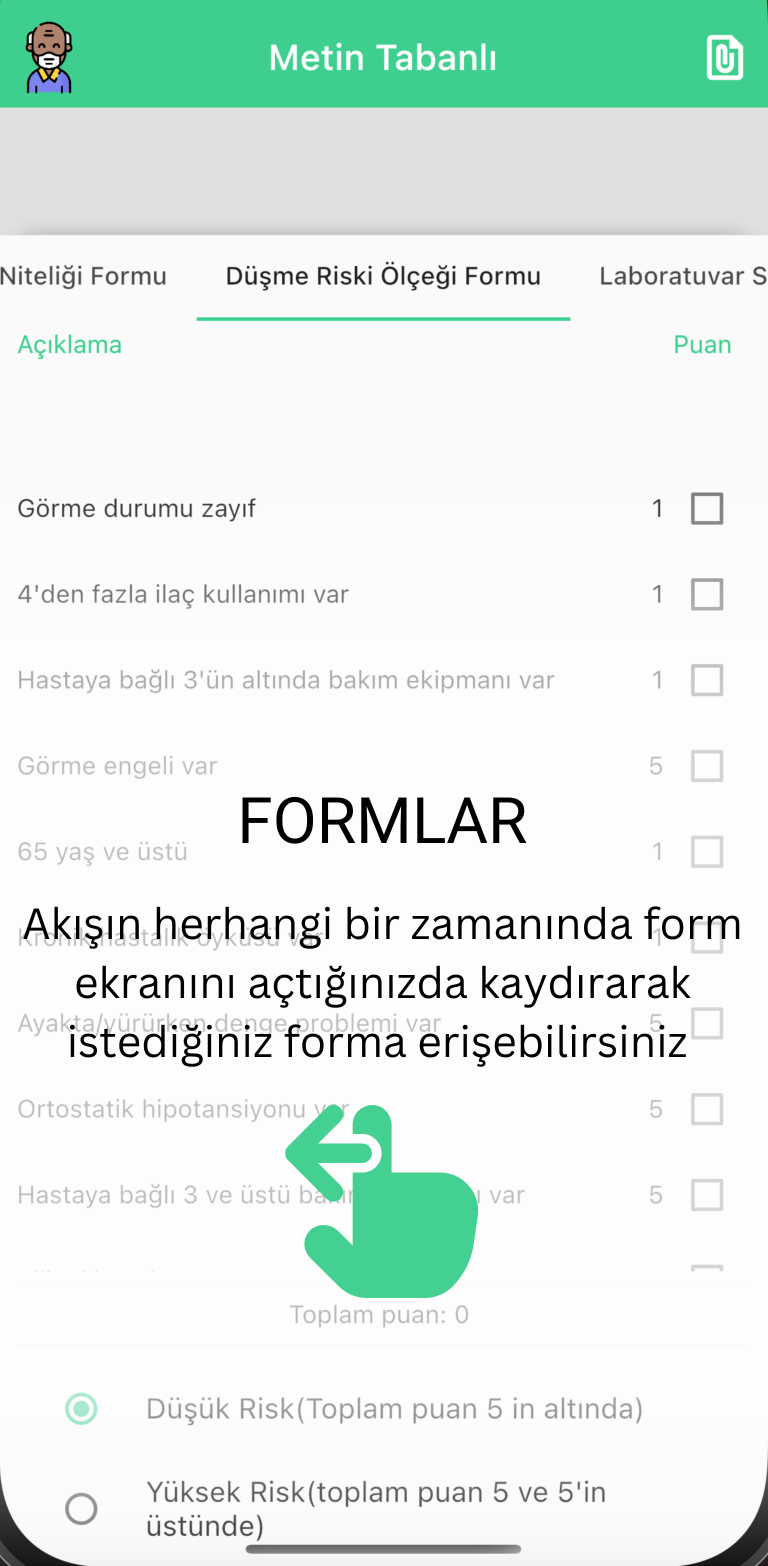 Metin Tabanlı
Niteliği Formu Düşme Riski Ölçeği Formu Laboratuvar S
Açıklama Puan
Görme durumu zayıf 1
4'den fazla ilaç kullanımı var 1
Hastaya bağlı 3'ün altında bakım ekipmanı var 1
Görme engeli var 5
FORMLAR
65 yaş ve üstü 1
Akışın herhangi bir zamanında form
Kronik hastalık öyküsü var 1
ekranını açtığınızda kaydırarak
Ayakta/yürürken denge problemi var 5
istediğiniz forma erişebilirsiniz
Ortostatik hipotansiyonu var 5
Hastaya bağlı 3 ve üstü var 5
Toplam puan: 0
Düşük Risk(Toplam puan 5 in altında)
Yüksek Risk(toplam puan 5 ve 5'in
üstünde)